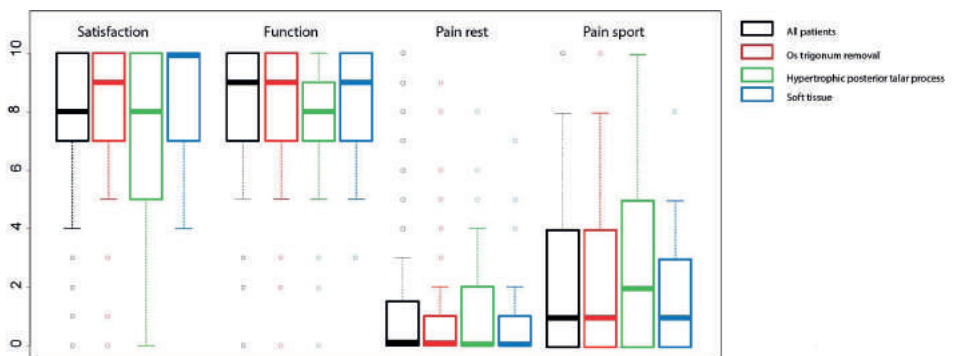 Satisfaction Function Pain rest Pain sport
10
8
6
4
2
0
All patients
Os trigonum removal
Hypertrophic posterior talar process
Soft tissue